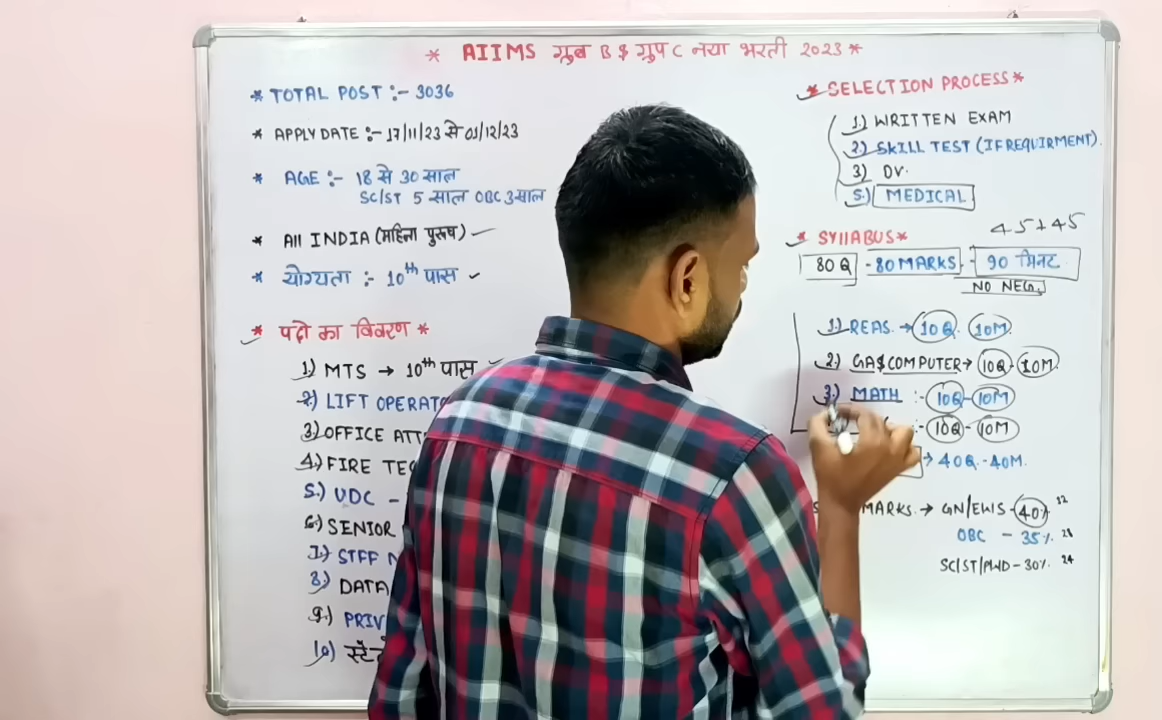 * AIIMS ग्रुब B $ ग्रुप C नया भरती 2023 *
* TOTAL POST :- 3036
* APPLY DATE :- 17/11/23 से 01/12/23
* AGE :- 18 से 30 साल
SC/ST 5 साल OBC 3 साल
* All INDIA (महिला पुरूष)
* योग्यता :- 10th पास
* पदो का विवरण *
1) MTS → 10th पास
2) LIFT OPERATO
3) OFFICE ATT
4) FIRE TEC
5.) UDC -
6) SENIOR
7) STFF N
8) DATA
9.) PRIV
10)
* SELECTION PROCESS *
1) WRITTEN EXAM
2.) SKILL TEST (IF REQUIRMENT).
3) DV.
5.) MEDICAL
* SYllABUS *
45+45
80 Q - 80 MARKS - 90 मिनट
NO NEG.
1.) REAS. → 10Q. 10M.
2.) GA $ COMPUTER → 10Q - 10M.
3.) MATH :- 10Q - 10M
:- 10Q - 10M
→ 40Q. - 40M.
MARKS. → GN/EWS - 40% 32
OBC - 35%. 28
SC/ST/PWD - 30%. 24